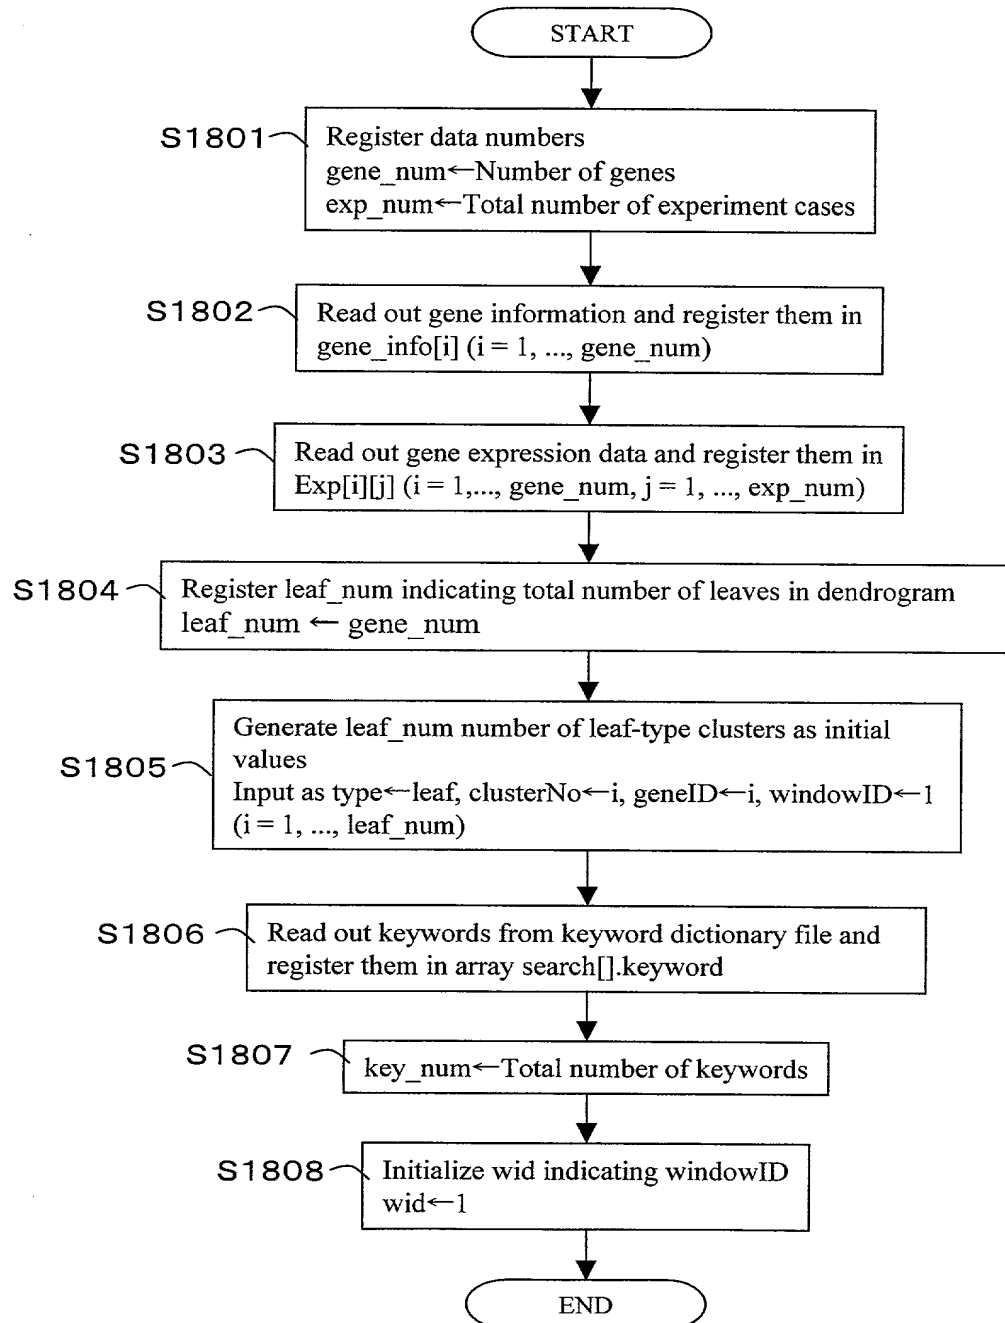 START
S1801
Register data numbers
gene_num←Number of genes
exp_num←Total number of experiment cases
S1802
Read out gene information and register them in
gene_info[i] (i = 1, ..., gene_num)
S1803
Read out gene expression data and register them in
Exp[i][j] (i = 1,..., gene_num, j = 1, ..., exp_num)
S1804
Register leaf_num indicating total number of leaves in dendrogram
leaf_num ← gene_num
S1805
Generate leaf_num number of leaf-type clusters as initial
values
Input as type←leaf, clusterNo←i, geneID←i, windowID←1
(i = 1, ..., leaf_num)
S1806
Read out keywords from keyword dictionary file and
register them in array search[].keyword
S1807
key_num←Total number of keywords
S1808
Initialize wid indicating windowID
wid←1
END